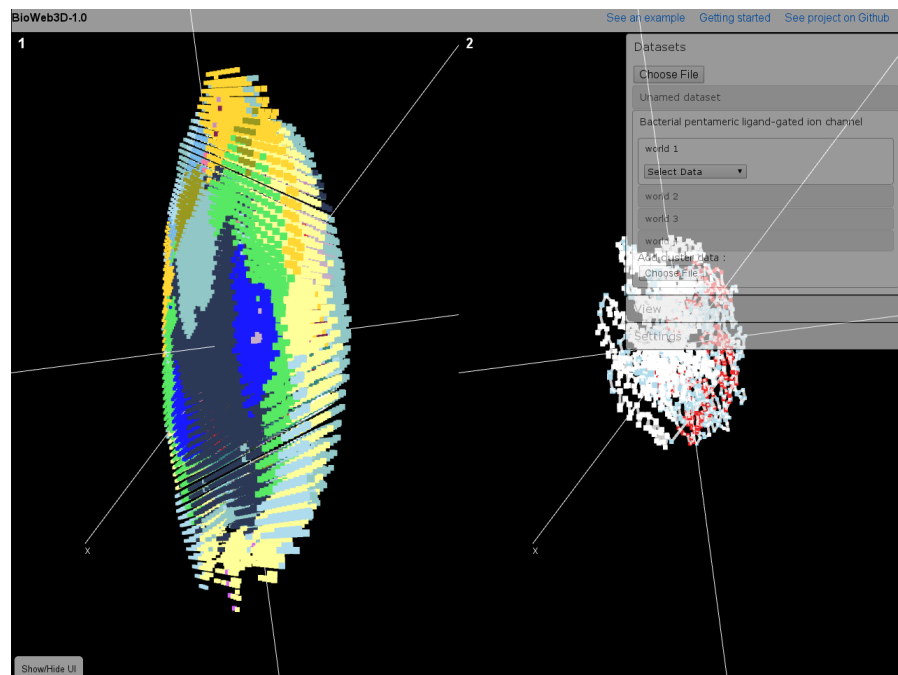 BioWeb3D-1.0
See an example Getting started See project on Github
1
2
Datasets
Choose File
Unamed dataset
Bacterial pentameric ligand-gated ion channel
world 1
Select Data
world 2
world 3
world
Add cluster data :
Choose File
View
Settings
x
x
Show/Hide UI